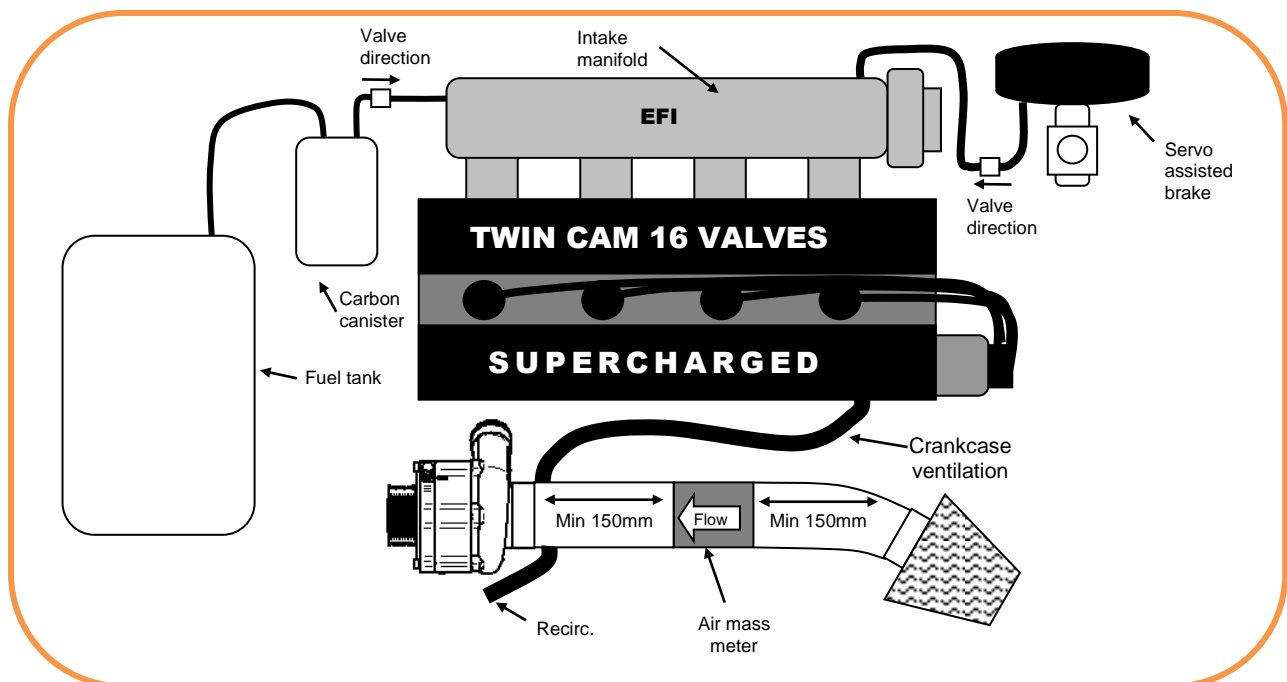 Valve
direction
Intake
manifold
EFI
Servo
assisted
brake
Valve
direction
TWIN CAM 16 VALVES
Carbon
canister
SUPERCHARGED
Fuel tank
Crankcase
ventilation
Min 150mm
Flow
Min 150mm
Recirc.
Air mass
meter